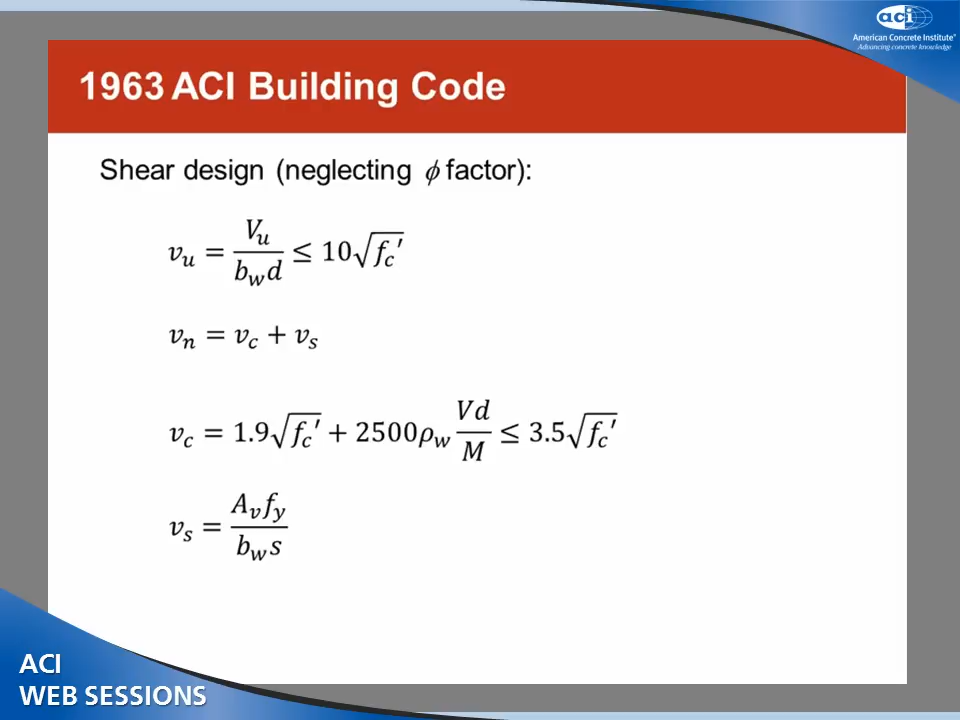 aci
American Concrete Institute®
Advancing concrete knowledge
1963 ACI Building Code
Shear design (neglecting ϕ factor):
v_u = V_u / (b_w d) ≤ 10√(f_c′)
v_n = v_c + v_s
v_c = 1.9√(f_c′) + 2500ρ_w (Vd / M) ≤ 3.5√(f_c′)
v_s = A_v f_y / (b_w s)
ACI
WEB SESSIONS